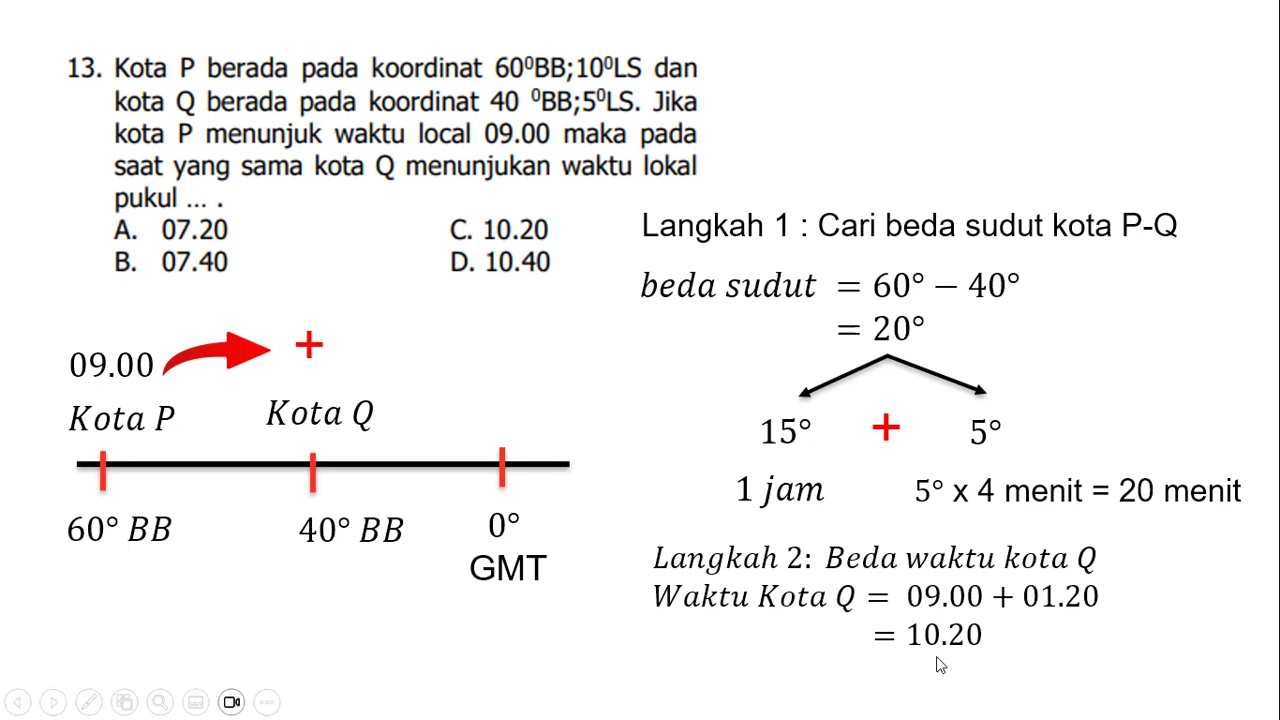 13. Kota P berada pada koordinat 60⁰BB;10⁰LS dan
kota Q berada pada koordinat 40 ⁰BB;5⁰LS. Jika
kota P menunjuk waktu local 09.00 maka pada
saat yang sama kota Q menunjukan waktu lokal
pukul ... .
A. 07.20 C. 10.20
B. 07.40 D. 10.40
09.00 +
Kota P Kota Q
60° BB 40° BB 0°
GMT
Langkah 1 : Cari beda sudut kota P-Q
beda sudut = 60° − 40°
= 20°
15° + 5°
1 jam 5° x 4 menit = 20 menit
Langkah 2: Beda waktu kota Q
Waktu Kota Q = 09.00 + 01.20
= 10.20